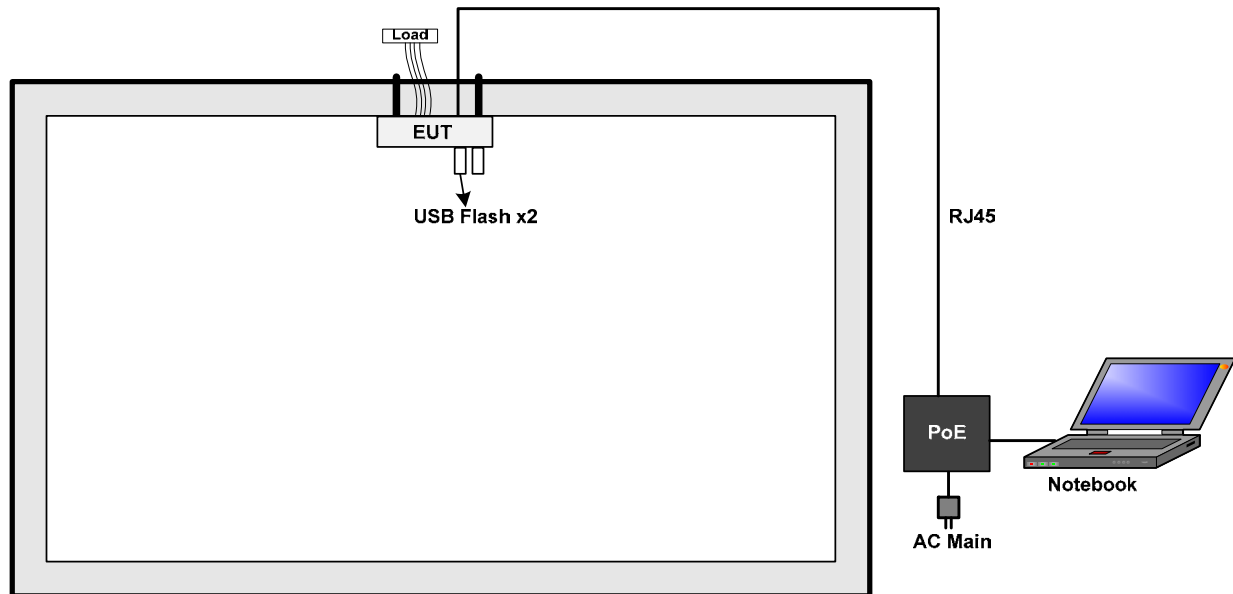 Load
EUT
USB Flash x2
RJ45
PoE
Notebook
AC Main